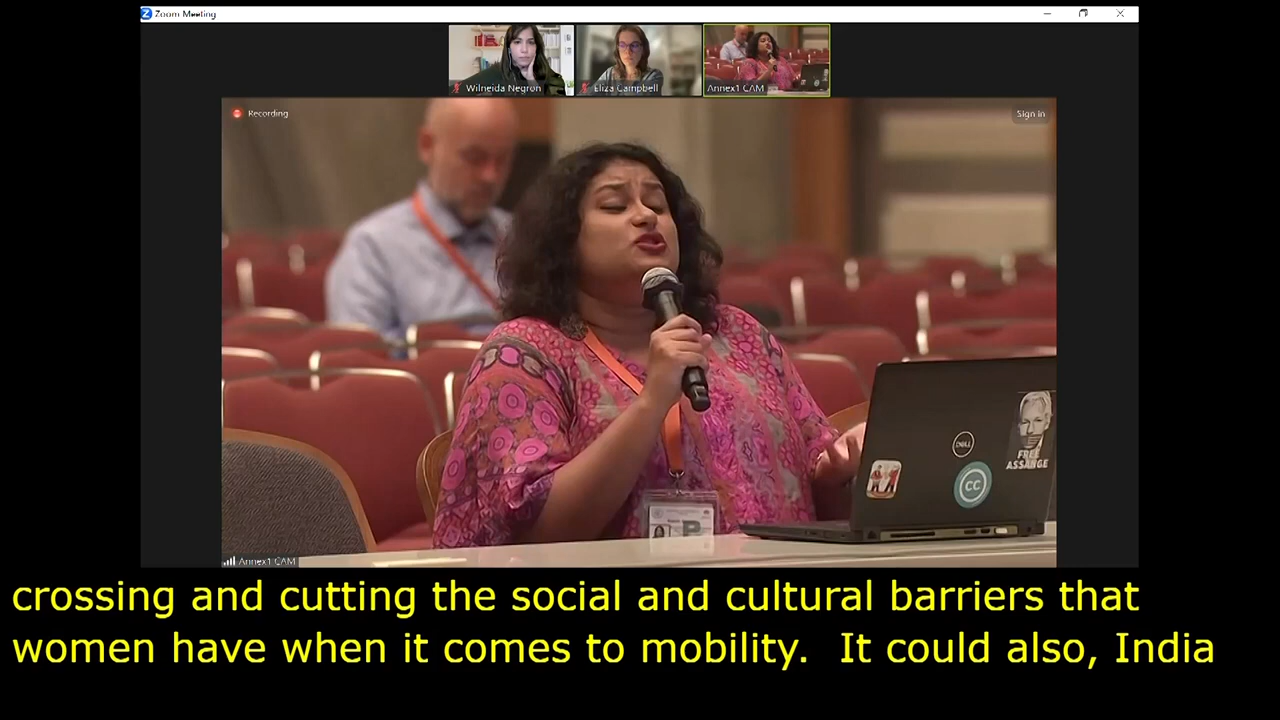 Zoom Meeting
Wilneida Negron
Eliza Campbell
Annex1 CAM
Recording
Sign in
DELL
FREE
ASSANGE
CC
Annex1 CAM
crossing and cutting the social and cultural barriers that
women have when it comes to mobility.  It could also, India